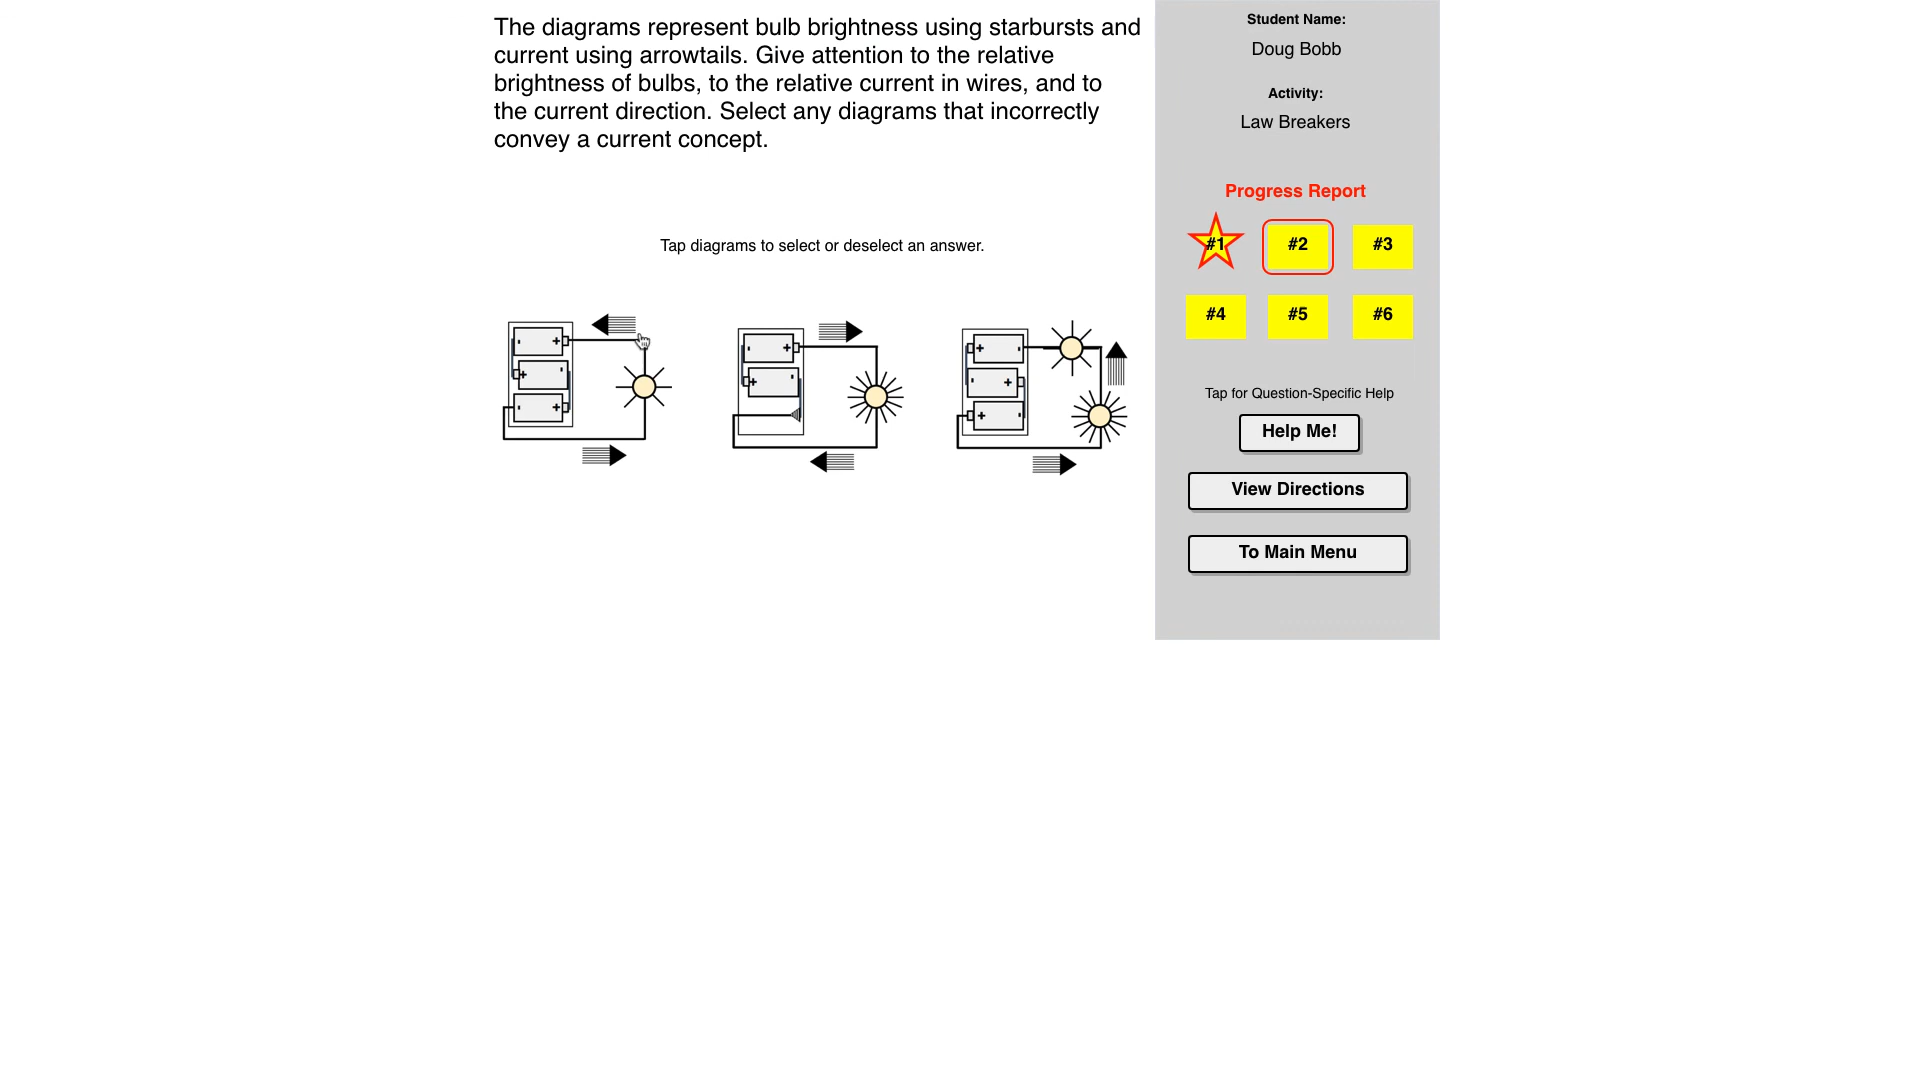 The diagrams represent bulb brightness using starbursts and
current using arrowtails. Give attention to the relative
brightness of bulbs, to the relative current in wires, and to
the current direction. Select any diagrams that incorrectly
convey a current concept.
Tap diagrams to select or deselect an answer.
- +
+ -
- +
- +
+ -
+ -
- +
+ -
Student Name:
Doug Bobb
Activity:
Law Breakers
Progress Report
#1 #2 #3
#4 #5 #6
Tap for Question-Specific Help
Help Me!
View Directions
To Main Menu